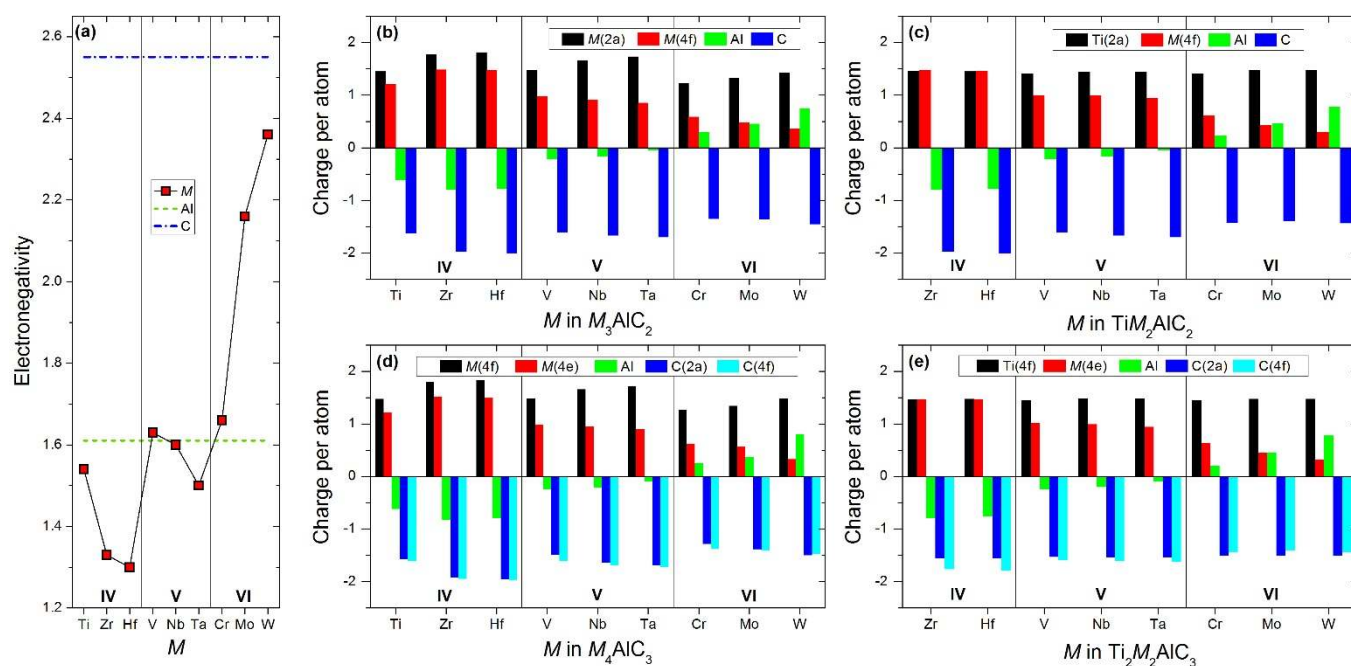 (a)
Electronegativity
2.6
2.4
2.2
2.0
1.8
1.6
1.4
1.2
M
Al
C
IV V VI
Ti Zr Hf V Nb Ta Cr Mo W
M
(b)
M(2a) M(4f) Al C
Charge per atom
2
1
0
-1
-2
IV V VI
Ti Zr Hf V Nb Ta Cr Mo W
M in M₃AlC₂
(c)
Ti(2a) M(4f) Al C
Charge per atom
2
1
0
-1
-2
IV V VI
Zr Hf V Nb Ta Cr Mo W
M in TiM₂AlC₂
(d)
M(4f) M(4e) Al C(2a) C(4f)
Charge per atom
2
1
0
-1
-2
IV V VI
Ti Zr Hf V Nb Ta Cr Mo W
M in M₄AlC₃
(e)
Ti(4f) M(4e) Al C(2a) C(4f)
Charge per atom
2
1
0
-1
-2
IV V VI
Zr Hf V Nb Ta Cr Mo W
M in Ti₂M₂AlC₃